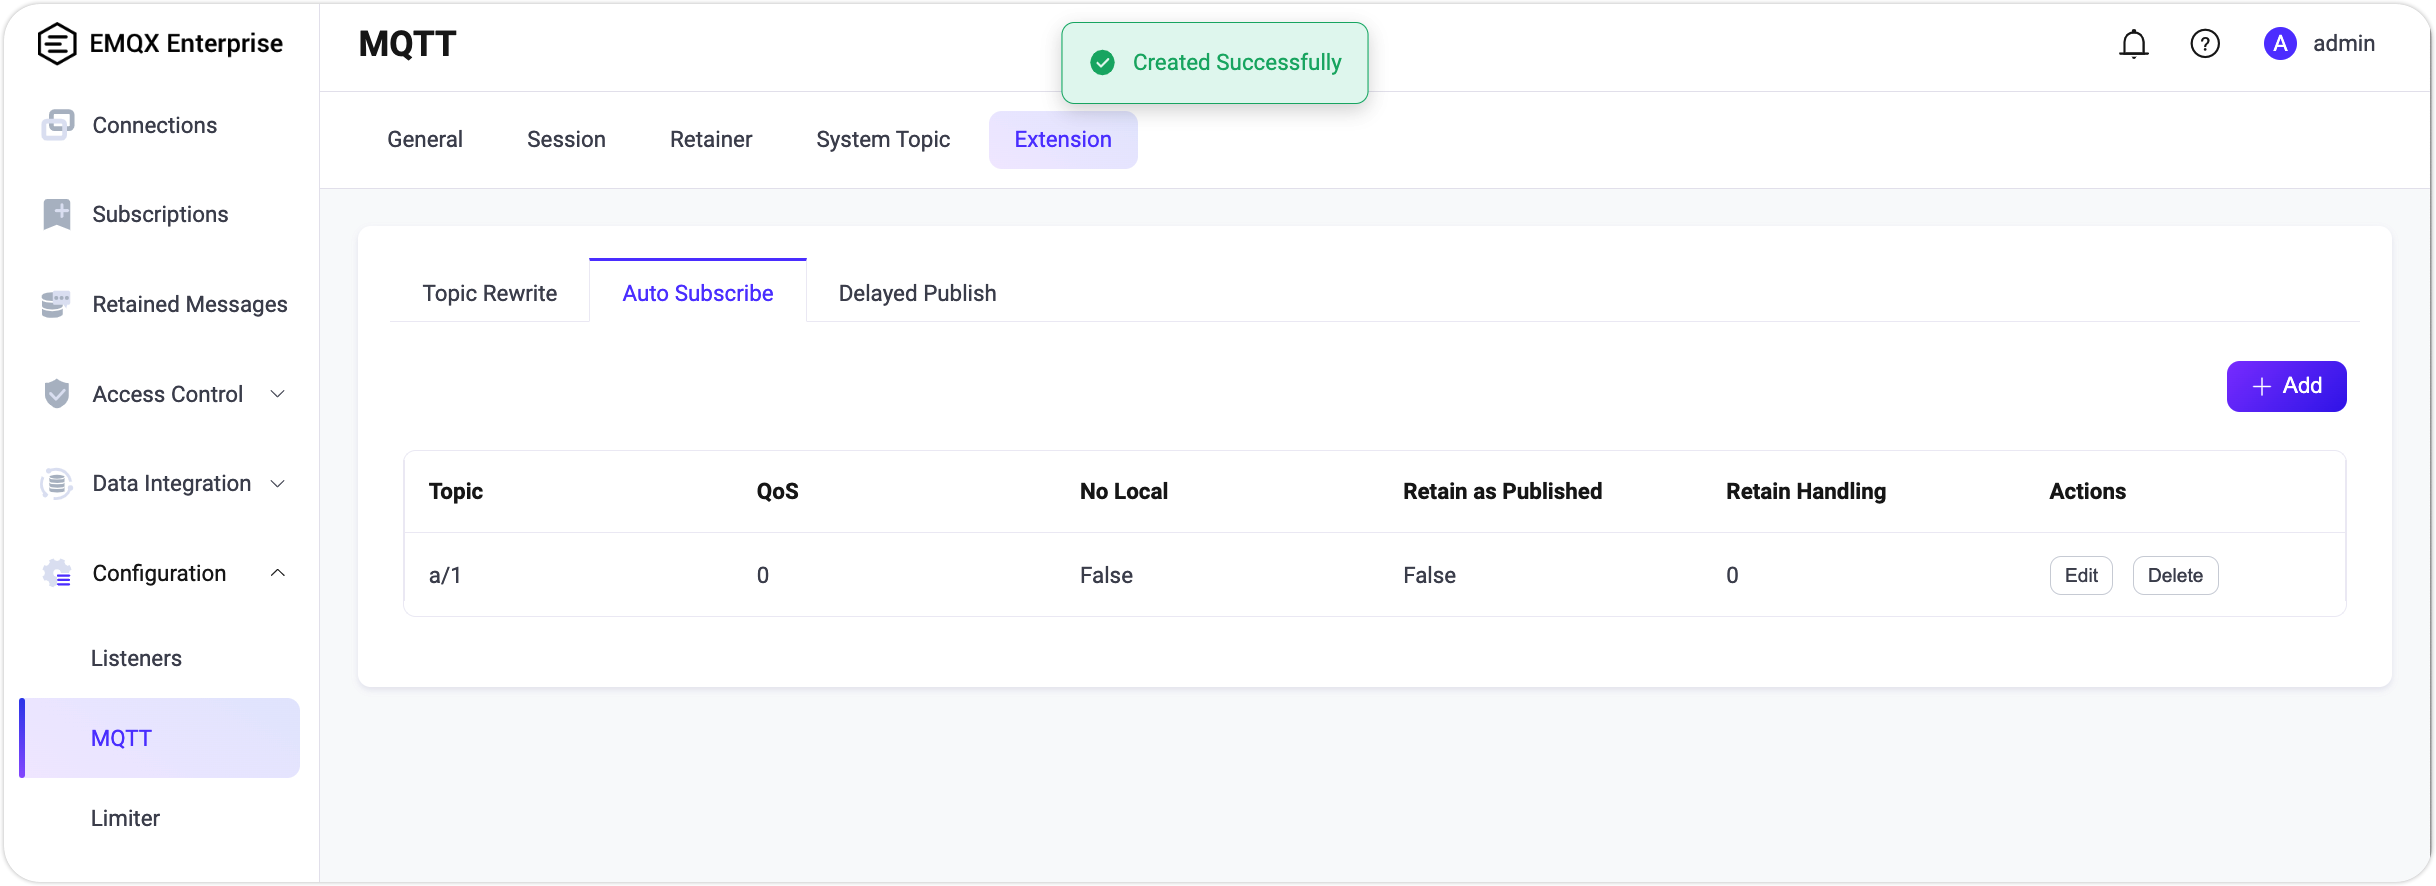 EMQX Enterprise
Connections
Subscriptions
Retained Messages
Access Control
Data Integration
Configuration
Listeners
MQTT
Limiter
MQTT
Created Successfully
? A admin
General Session Retainer System Topic Extension
Topic Rewrite Auto Subscribe Delayed Publish
+ Add
Topic QoS No Local Retain as Published Retain Handling Actions
a/1 0 False False 0 Edit Delete